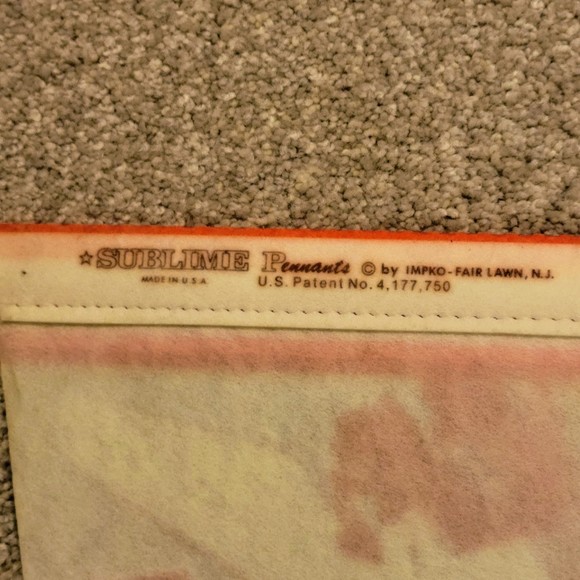 ★SUBLIME Pennants © by IMPKO-FAIR LAWN, N.J.
MADE IN U.S.A. U.S. Patent No. 4,177,750